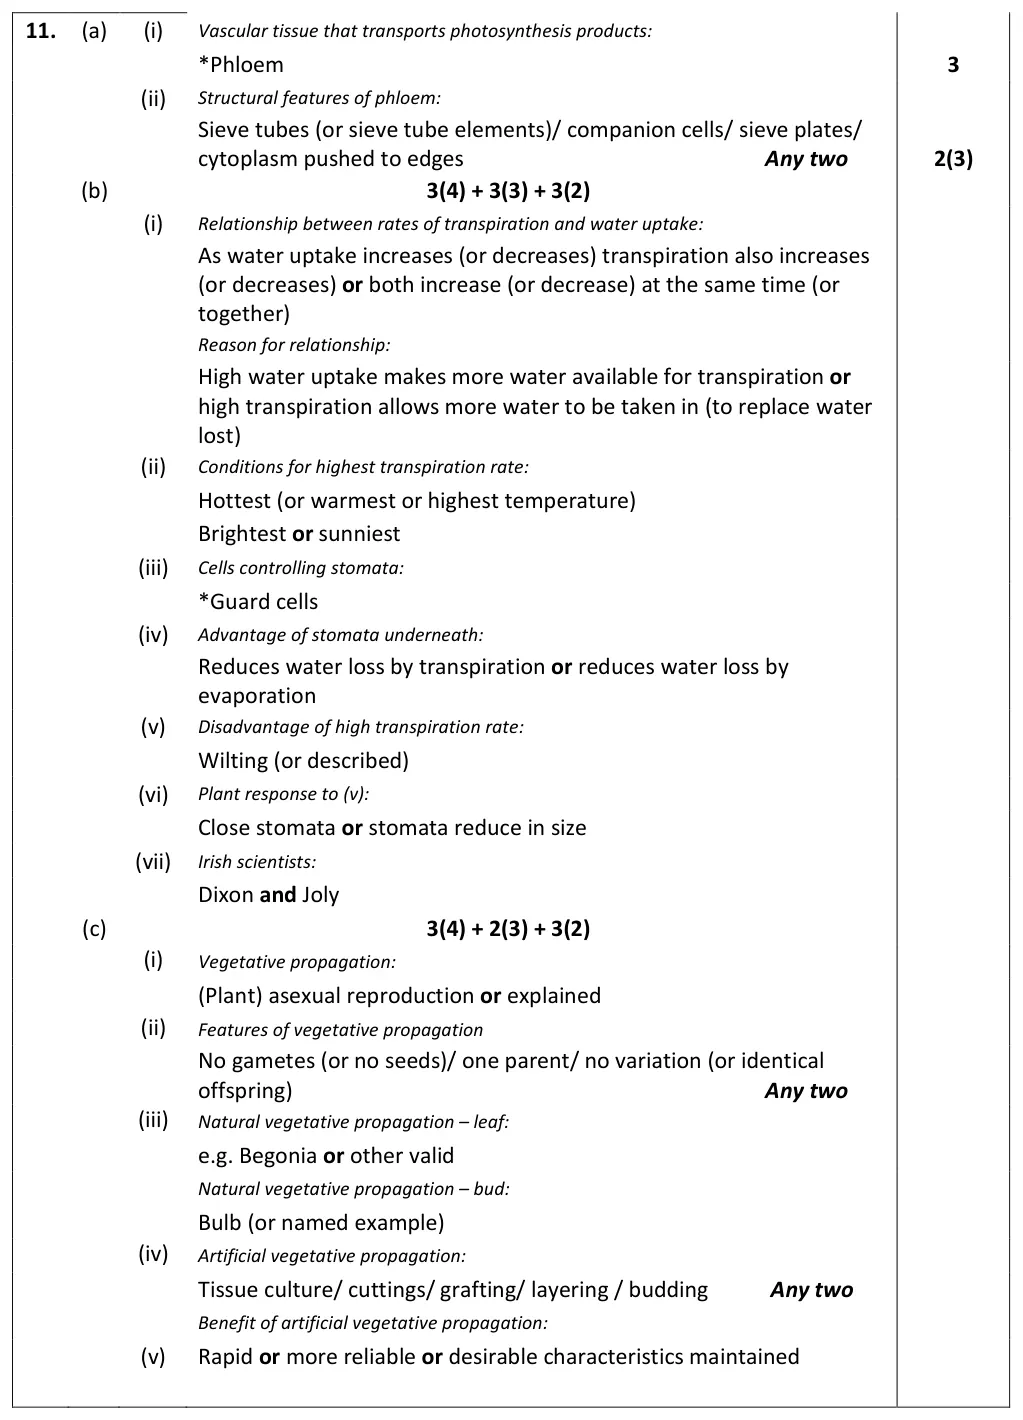 11. (a) (i) Vascular tissue that transports photosynthesis products:
*Phloem 3
(ii) Structural features of phloem:
Sieve tubes (or sieve tube elements)/ companion cells/ sieve plates/
cytoplasm pushed to edges Any two 2(3)
(b) 3(4) + 3(3) + 3(2)
(i) Relationship between rates of transpiration and water uptake:
As water uptake increases (or decreases) transpiration also increases
(or decreases) or both increase (or decrease) at the same time (or
together)
Reason for relationship:
High water uptake makes more water available for transpiration or
high transpiration allows more water to be taken in (to replace water
lost)
(ii) Conditions for highest transpiration rate:
Hottest (or warmest or highest temperature)
Brightest or sunniest
(iii) Cells controlling stomata:
*Guard cells
(iv) Advantage of stomata underneath:
Reduces water loss by transpiration or reduces water loss by
evaporation
(v) Disadvantage of high transpiration rate:
Wilting (or described)
(vi) Plant response to (v):
Close stomata or stomata reduce in size
(vii) Irish scientists:
Dixon and Joly
(c) 3(4) + 2(3) + 3(2)
(i) Vegetative propagation:
(Plant) asexual reproduction or explained
(ii) Features of vegetative propagation
No gametes (or no seeds)/ one parent/ no variation (or identical
offspring) Any two
(iii) Natural vegetative propagation – leaf:
e.g. Begonia or other valid
Natural vegetative propagation – bud:
Bulb (or named example)
(iv) Artificial vegetative propagation:
Tissue culture/ cuttings/ grafting/ layering / budding Any two
Benefit of artificial vegetative propagation:
(v) Rapid or more reliable or desirable characteristics maintained